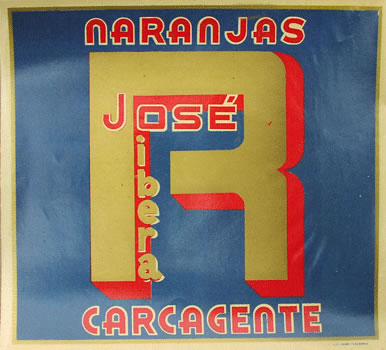 NARANJAS
R
JOSÉ
Ribera
CARCAGENTE